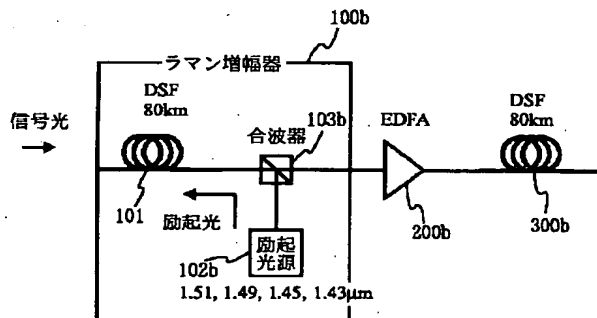 100b
ラマン増幅器
DSF
80km
信号光
合波器
103b
EDFA
DSF
80km
101
励起光
200b
300b
102b
励起
光源
1.51, 1.49, 1.45, 1.43μm